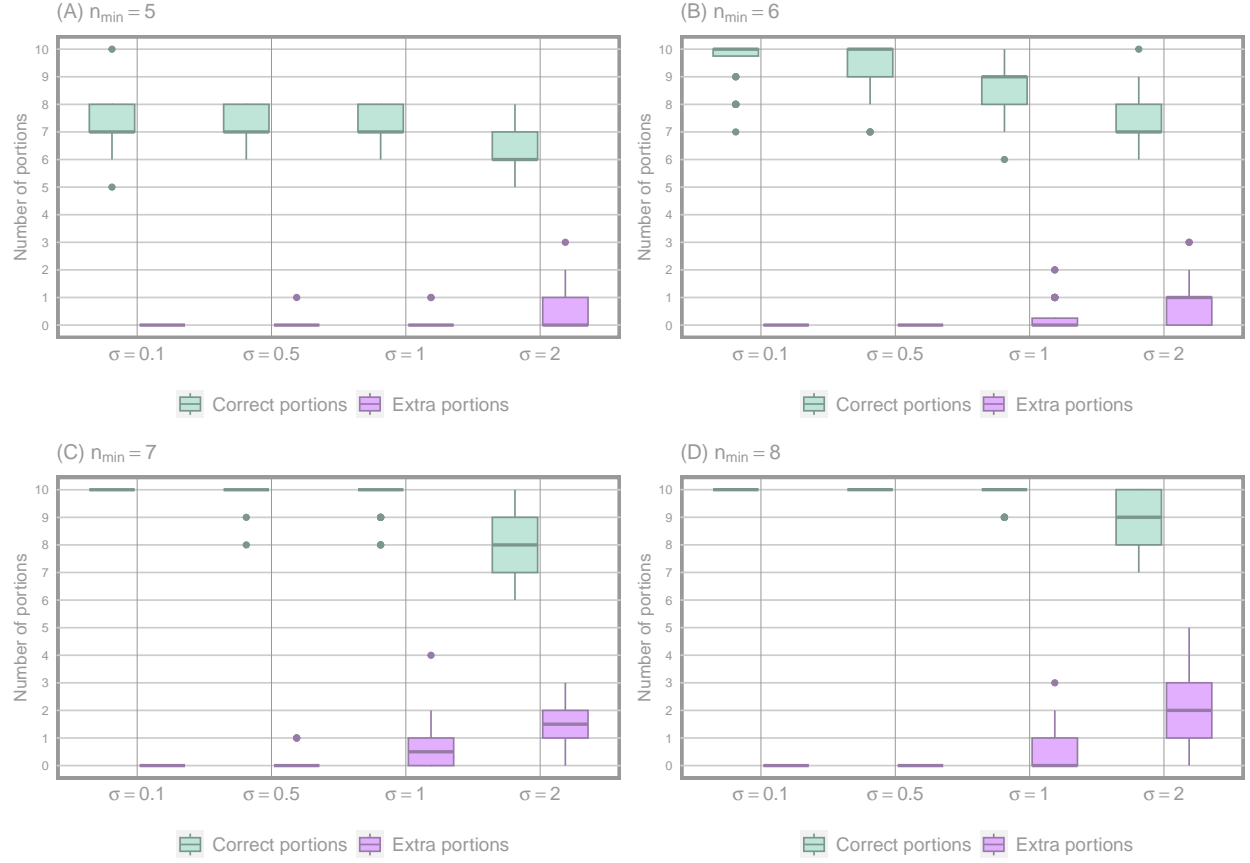 (A) nmin = 5
Number of portions
10
9
8
7
6
5
4
3
2
1
0
σ = 0.1
σ = 0.5
σ = 1
σ = 2
Correct portions
Extra portions
(B) nmin = 6
Number of portions
10
9
8
7
6
5
4
3
2
1
0
σ = 0.1
σ = 0.5
σ = 1
σ = 2
Correct portions
Extra portions
(C) nmin = 7
Number of portions
10
9
8
7
6
5
4
3
2
1
0
σ = 0.1
σ = 0.5
σ = 1
σ = 2
Correct portions
Extra portions
(D) nmin = 8
Number of portions
10
9
8
7
6
5
4
3
2
1
0
σ = 0.1
σ = 0.5
σ = 1
σ = 2
Correct portions
Extra portions